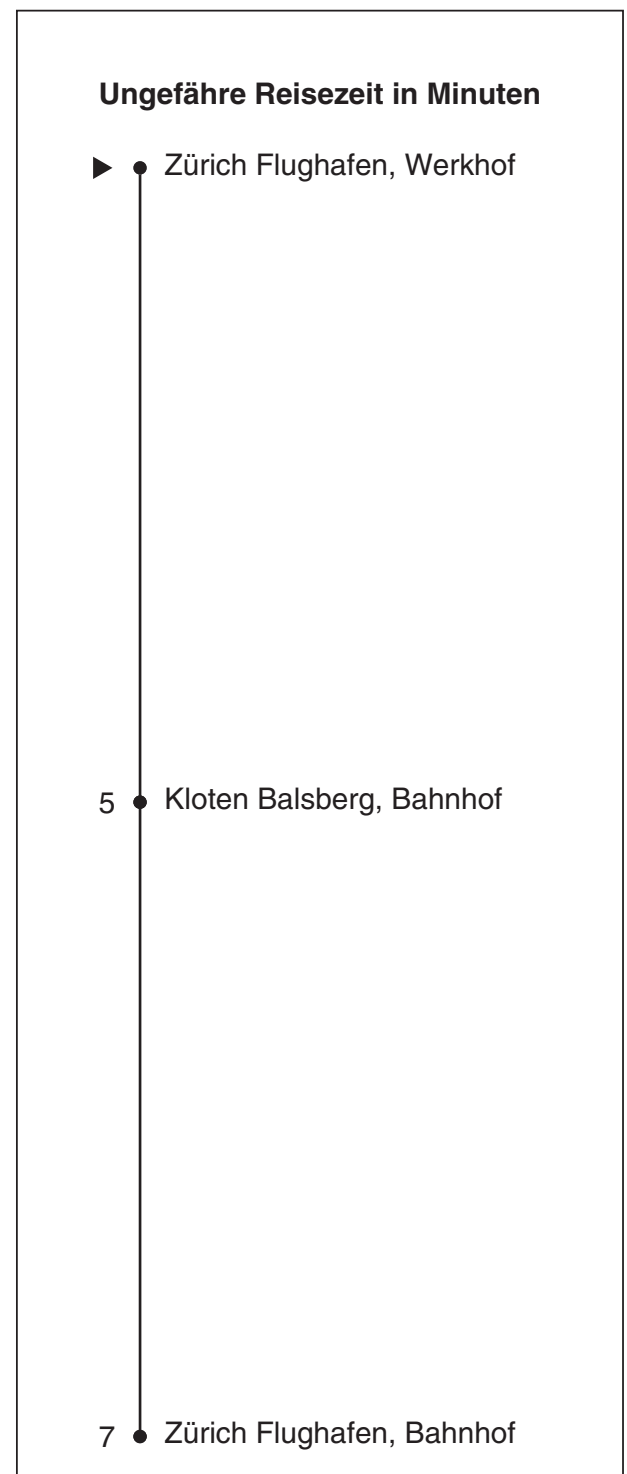 Ungefähre Reisezeit in Minuten
Zürich Flughafen, Werkhof
5 Kloten Balsberg, Bahnhof
7 Zürich Flughafen, Bahnhof